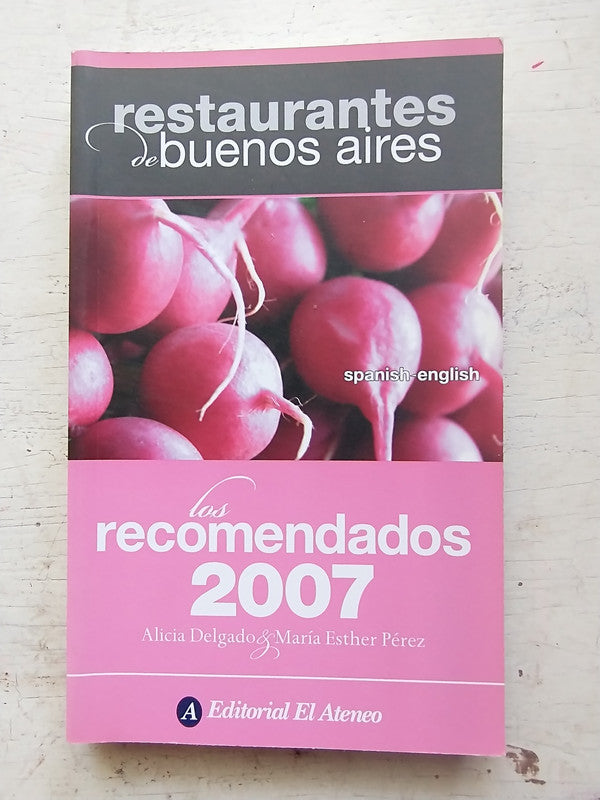 restaurantes
de buenos aires
spanish-english
los
recomendados
2007
Alicia Delgado & María Esther Pérez
A Editorial El Ateneo